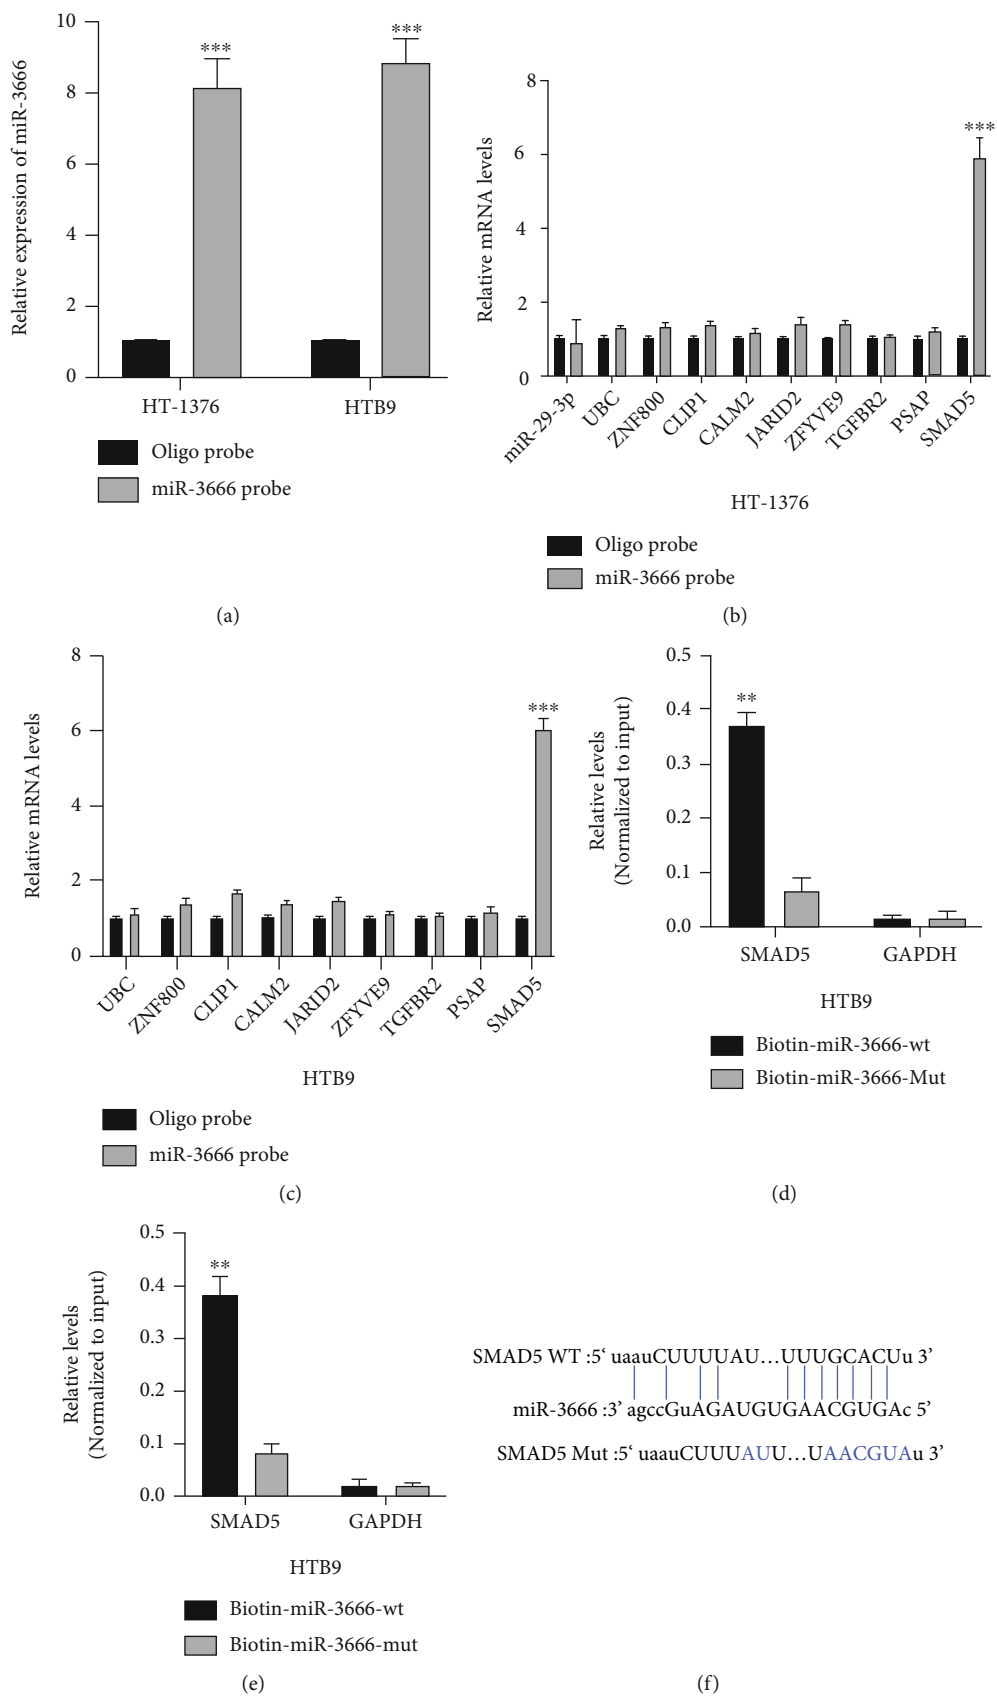 10
8
6
4
2
0
Relative expression of miR-3666
***
***
HT-1376
HTB9
Oligo probe
miR-3666 probe
(a)
8
6
4
2
0
Relative mRNA levels
***
miR-29-3p
UBC
ZNF800
CLIP1
CALM2
JARID2
ZFYVE9
TGFBR2
PSAP
SMAD5
HT-1376
Oligo probe
miR-3666 probe
(b)
8
6
4
2
0
Relative mRNA levels
***
UBC
ZNF800
CLIP1
CALM2
JARID2
ZFYVE9
TGFBR2
PSAP
SMAD5
HTB9
Oligo probe
miR-3666 probe
(c)
0.5
0.4
0.3
0.2
0.1
0.0
Relative levels
(Normalized to input)
**
SMAD5
GAPDH
HTB9
Biotin-miR-3666-wt
Biotin-miR-3666-Mut
(d)
0.5
0.4
0.3
0.2
0.1
0.0
Relative levels
(Normalized to input)
**
SMAD5
GAPDH
HTB9
Biotin-miR-3666-wt
Biotin-miR-3666-mut
(e)
SMAD5 WT :5‘ uaauCUUUUAU...UUUGCACUu 3’
miR-3666 :3’ agccGuAGAUGUGAACGUGAc 5’
SMAD5 Mut :5‘ uaauCUUUAUU...UAACGUAu 3’
(f)